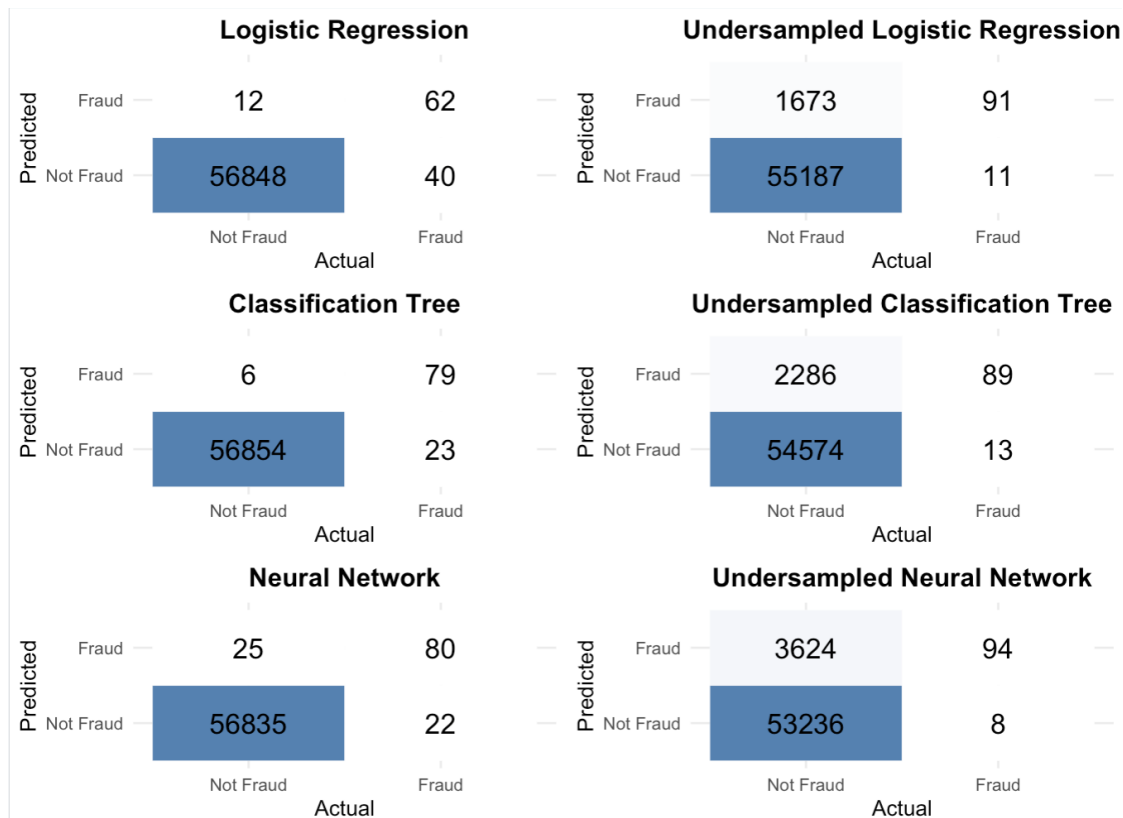 Logistic Regression
Predicted
Fraud
12
62
Not Fraud
56848
40
Not Fraud
Fraud
Actual
Undersampled Logistic Regression
Predicted
Fraud
1673
91
Not Fraud
55187
11
Not Fraud
Fraud
Actual
Classification Tree
Predicted
Fraud
6
79
Not Fraud
56854
23
Not Fraud
Fraud
Actual
Undersampled Classification Tree
Predicted
Fraud
2286
89
Not Fraud
54574
13
Not Fraud
Fraud
Actual
Neural Network
Predicted
Fraud
25
80
Not Fraud
56835
22
Not Fraud
Fraud
Actual
Undersampled Neural Network
Predicted
Fraud
3624
94
Not Fraud
53236
8
Not Fraud
Fraud
Actual